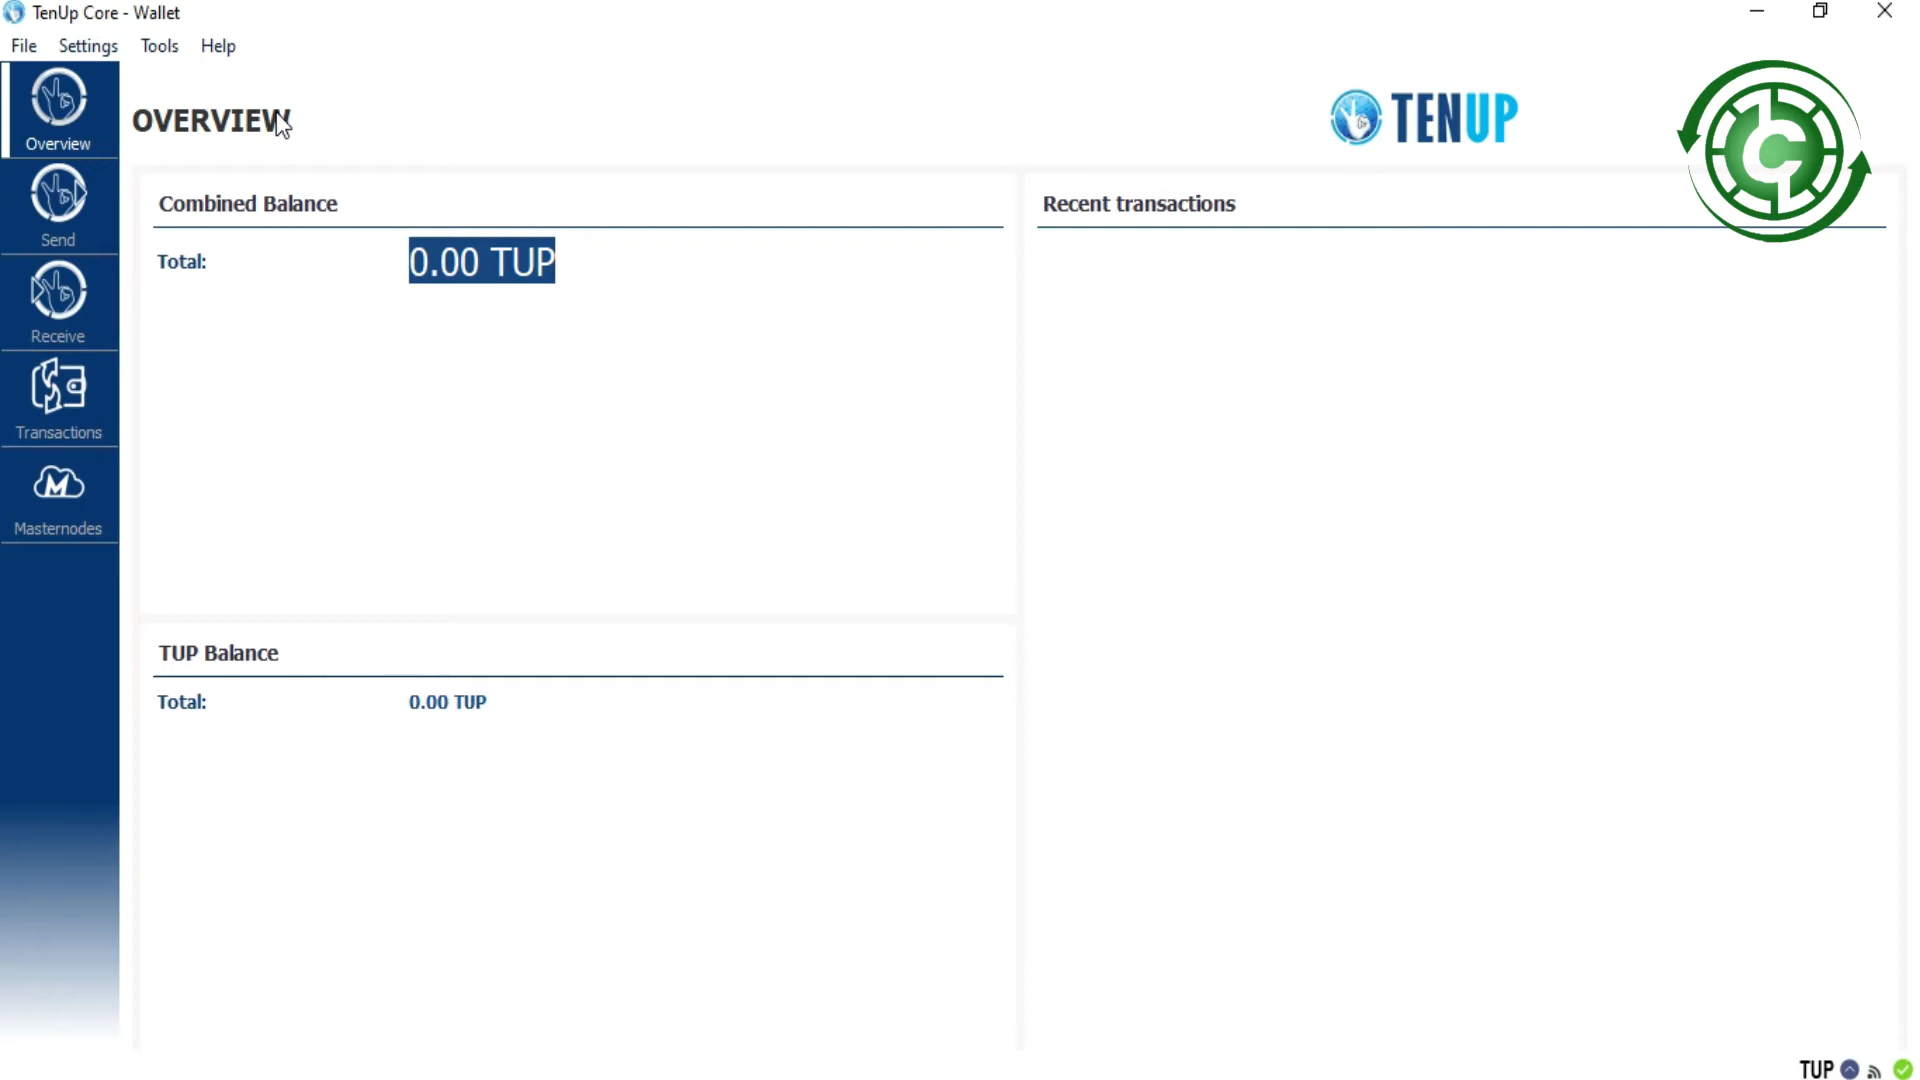 TenUp Core - Wallet
File Settings Tools Help
Overview
Send
Receive
Transactions
Masternodes
OVERVIEW
TENUP
Combined Balance
Total: 0.00 TUP
Recent transactions
TUP Balance
Total: 0.00 TUP
TUP